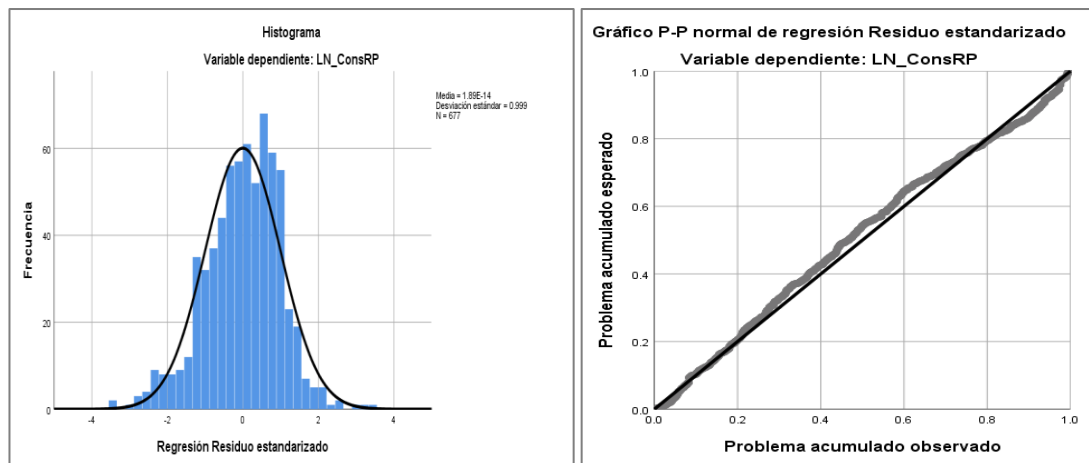 Histograma
Variable dependiente: LN_ConsRP
Media = 1.89E-14
Desviación estándar = 0.999
N = 677
Frecuencia
60
40
20
0
-4
-2
0
2
4
Regresión Residuo estandarizado
Gráfico P-P normal de regresión Residuo estandarizado
Variable dependiente: LN_ConsRP
Problema acumulado esperado
1.0
0.8
0.6
0.4
0.2
0.0
0.0
0.2
0.4
0.6
0.8
1.0
Problema acumulado observado